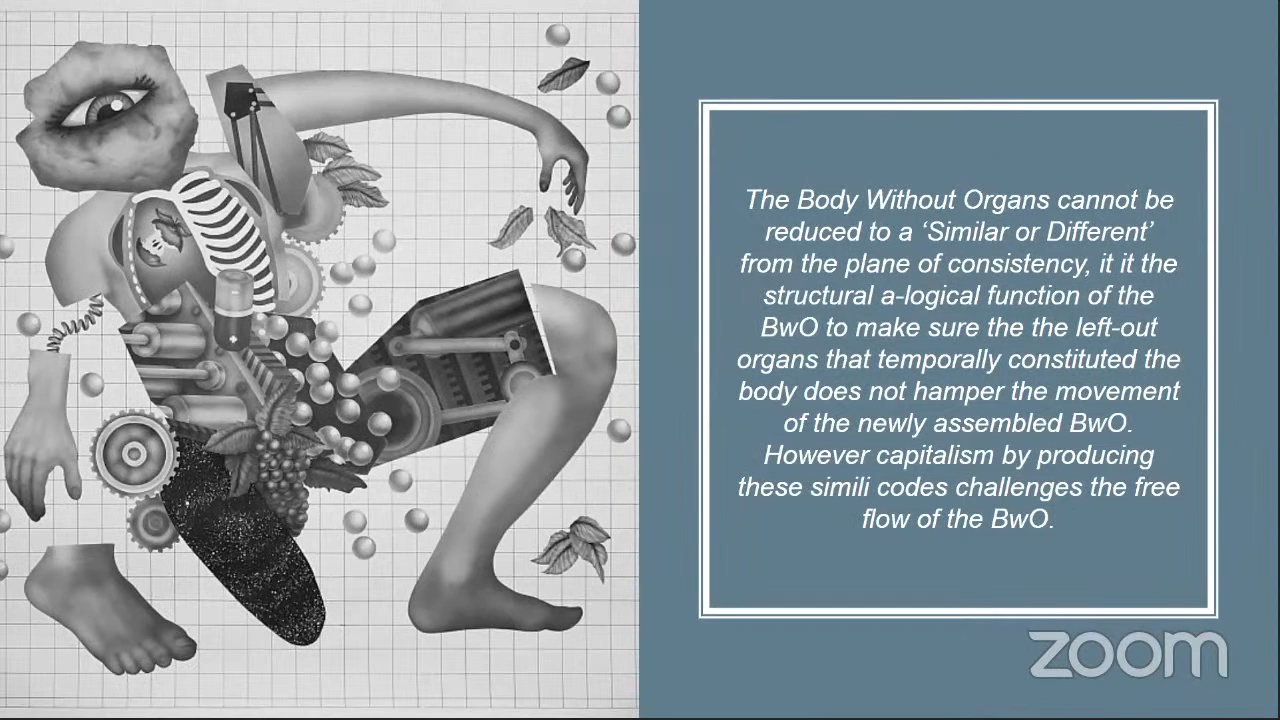 The Body Without Organs cannot be
reduced to a ‘Similar or Different’
from the plane of consistency, it it the
structural a-logical function of the
BwO to make sure the the left-out
organs that temporally constituted the
body does not hamper the movement
of the newly assembled BwO.
However capitalism by producing
these simili codes challenges the free
flow of the BwO.
zoom